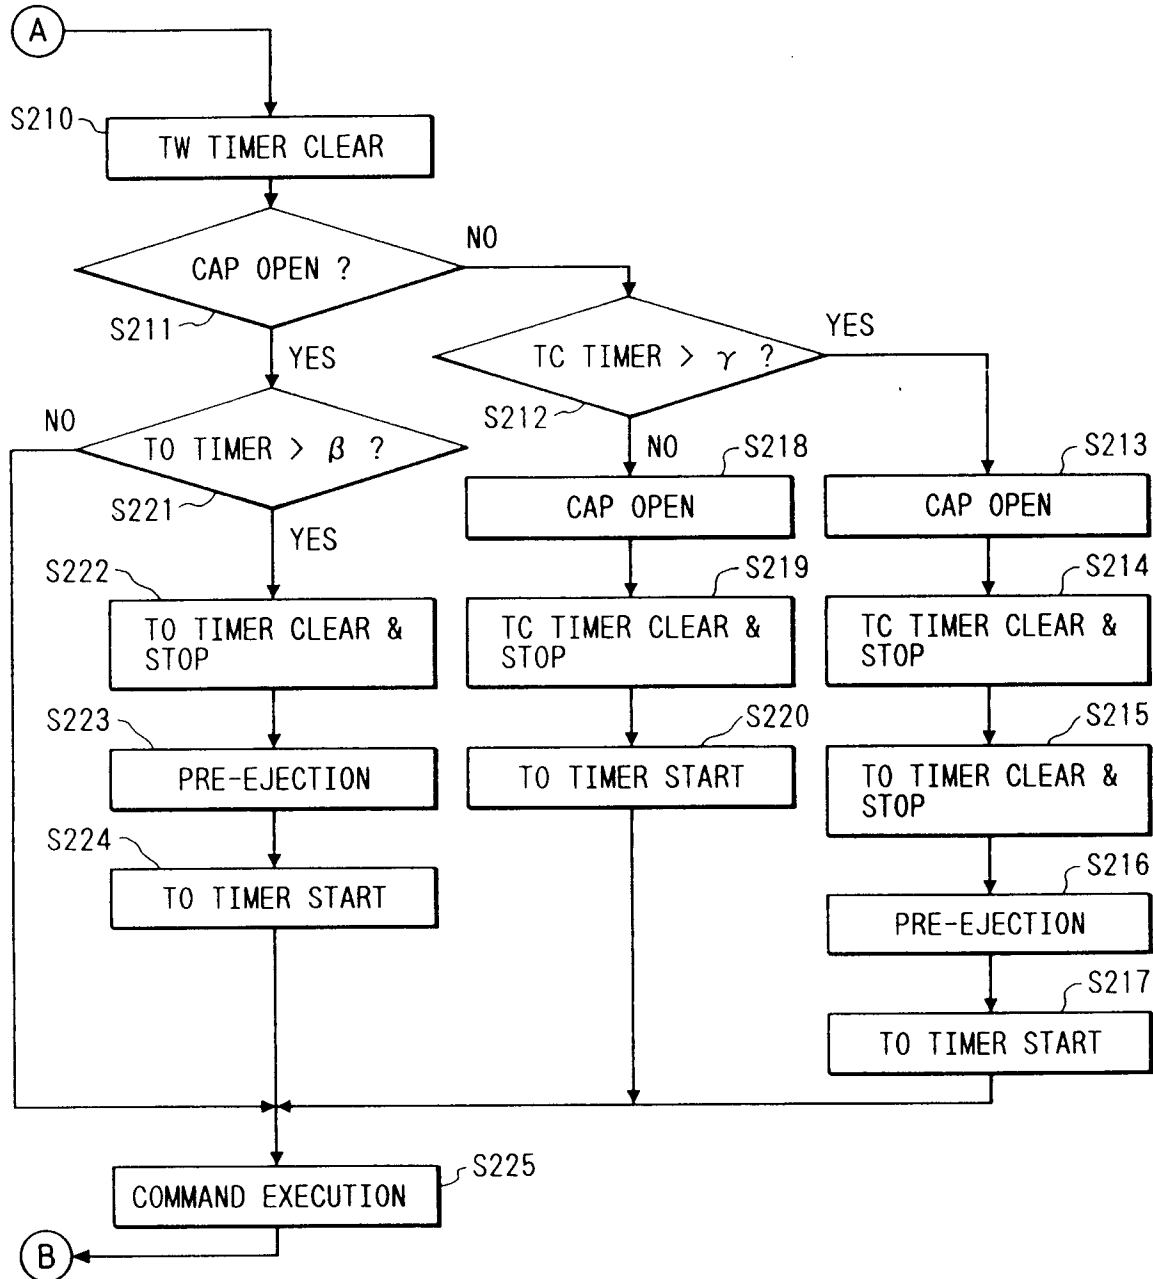 A
S210
TW TIMER CLEAR
NO
CAP OPEN ?
S211
YES
YES
TC TIMER > γ ?
S212
NO
NO
TO TIMER > β ?
S221
YES
S218
CAP OPEN
S213
CAP OPEN
S222
TO TIMER CLEAR &
STOP
S219
TC TIMER CLEAR &
STOP
S214
TC TIMER CLEAR &
STOP
S223
PRE-EJECTION
S220
TO TIMER START
S215
TO TIMER CLEAR &
STOP
S224
TO TIMER START
S216
PRE-EJECTION
S217
TO TIMER START
S225
COMMAND EXECUTION
B